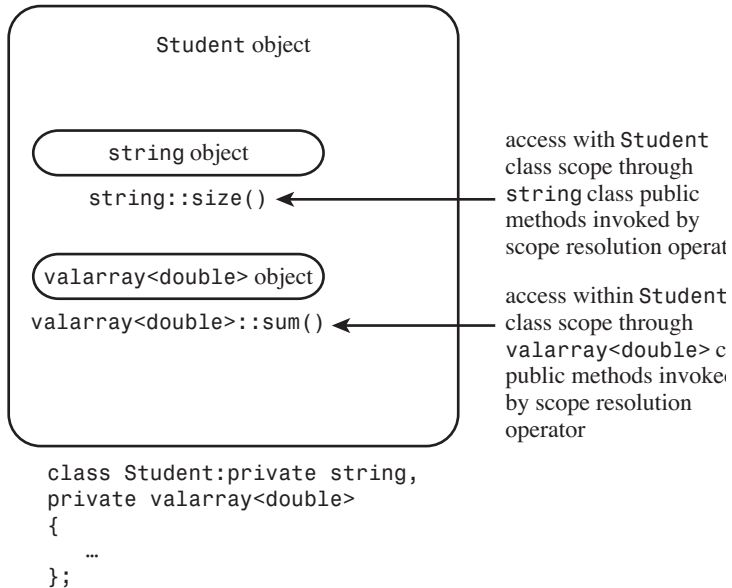 Student object
string object
string::size()
access with Student
class scope through
string class public
methods invoked by
scope resolution
valarray<double> object
valarray<double>::sum()
access within Student
class scope through
valarray<double>
public methods
by scope resolution
operator
class Student:private string,
private valarray<double>
{
…
};